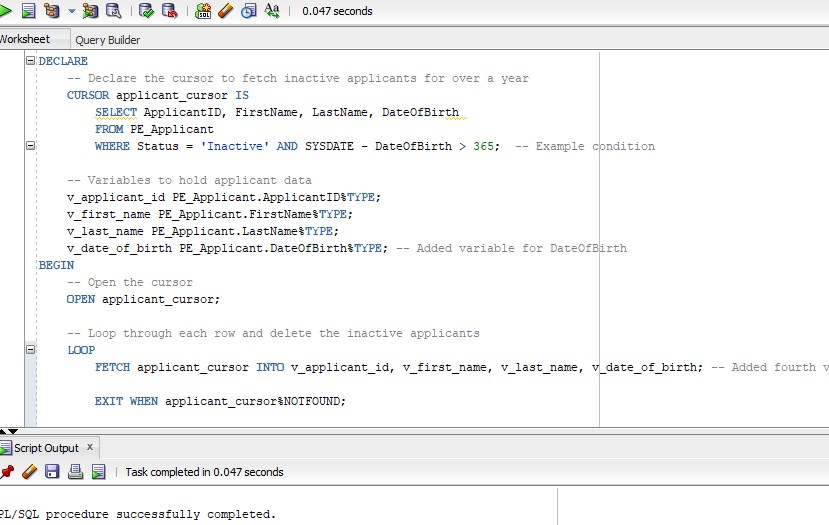 0.047 seconds
Worksheet Query Builder
DECLARE
-- Declare the cursor to fetch inactive applicants for over a year
CURSOR applicant_cursor IS
SELECT ApplicantID, FirstName, LastName, DateOfBirth
FROM PE_Applicant
WHERE Status = 'Inactive' AND SYSDATE - DateOfBirth > 365;  -- Example condition
-- Variables to hold applicant data
v_applicant_id PE_Applicant.ApplicantID%TYPE;
v_first_name PE_Applicant.FirstName%TYPE;
v_last_name PE_Applicant.LastName%TYPE;
v_date_of_birth PE_Applicant.DateOfBirth%TYPE; -- Added variable for DateOfBirth
BEGIN
-- Open the cursor
OPEN applicant_cursor;
-- Loop through each row and delete the inactive applicants
LOOP
FETCH applicant_cursor INTO v_applicant_id, v_first_name, v_last_name, v_date_of_birth; -- Added fourth v
EXIT WHEN applicant_cursor%NOTFOUND;
Script Output x
Task completed in 0.047 seconds
PL/SQL procedure successfully completed.